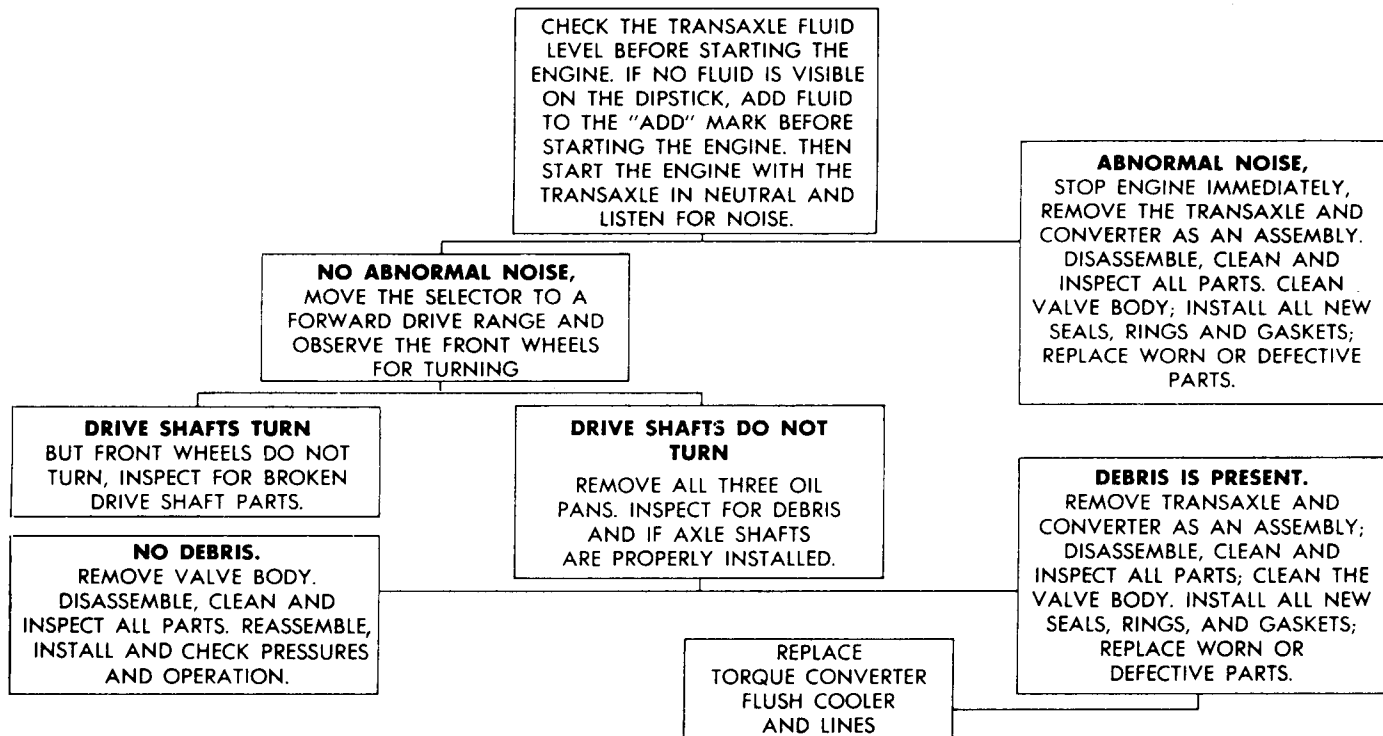 CHECK THE TRANSAXLE FLUID
LEVEL BEFORE STARTING THE
ENGINE. IF NO FLUID IS VISIBLE
ON THE DIPSTICK, ADD FLUID
TO THE "ADD" MARK BEFORE
STARTING THE ENGINE. THEN
START THE ENGINE WITH THE
TRANSAXLE IN NEUTRAL AND
LISTEN FOR NOISE.
ABNORMAL NOISE,
STOP ENGINE IMMEDIATELY,
REMOVE THE TRANSAXLE AND
CONVERTER AS AN ASSEMBLY.
DISASSEMBLE, CLEAN AND
INSPECT ALL PARTS. CLEAN
VALVE BODY; INSTALL ALL NEW
SEALS, RINGS AND GASKETS;
REPLACE WORN OR DEFECTIVE
PARTS.
NO ABNORMAL NOISE,
MOVE THE SELECTOR TO A
FORWARD DRIVE RANGE AND
OBSERVE THE FRONT WHEELS
FOR TURNING
DRIVE SHAFTS TURN
BUT FRONT WHEELS DO NOT
TURN, INSPECT FOR BROKEN
DRIVE SHAFT PARTS.
DRIVE SHAFTS DO NOT
TURN
REMOVE ALL THREE OIL
PANS. INSPECT FOR DEBRIS
AND IF AXLE SHAFTS
ARE PROPERLY INSTALLED.
NO DEBRIS.
REMOVE VALVE BODY.
DISASSEMBLE, CLEAN AND
INSPECT ALL PARTS. REASSEMBLE,
INSTALL AND CHECK PRESSURES
AND OPERATION.
DEBRIS IS PRESENT.
REMOVE TRANSAXLE AND
CONVERTER AS AN ASSEMBLY;
DISASSEMBLE, CLEAN AND
INSPECT ALL PARTS; CLEAN THE
VALVE BODY. INSTALL ALL NEW
SEALS, RINGS, AND GASKETS;
REPLACE WORN OR
DEFECTIVE PARTS.
REPLACE
TORQUE CONVERTER
FLUSH COOLER
AND LINES